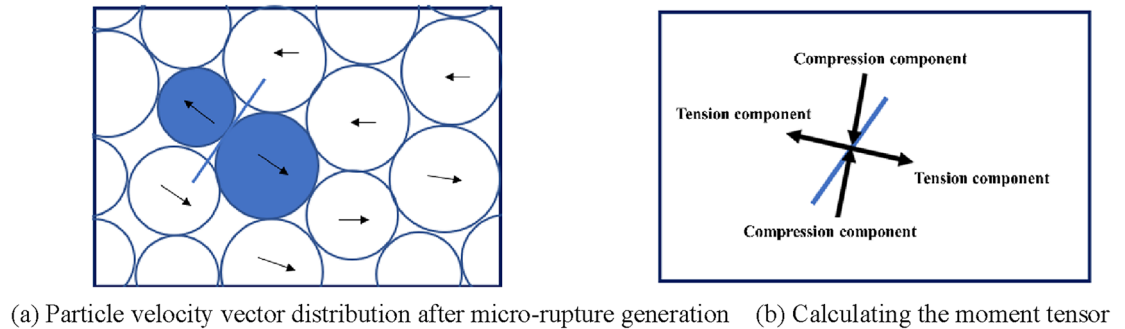 Compression component
Tension component
Tension component
Compression component
(a) Particle velocity vector distribution after micro-rupture generation
(b) Calculating the moment tensor